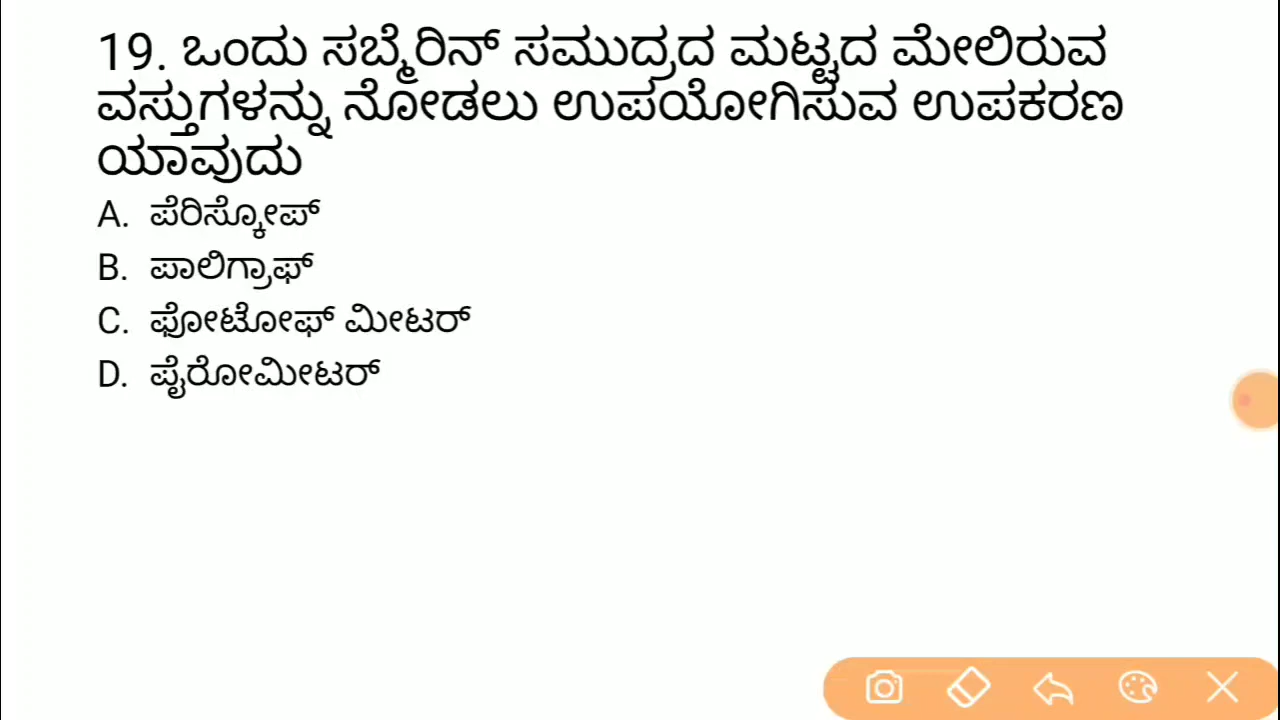 19. ಒಂದು ಸಬ್ಮೆರಿನ್ ಸಮುದ್ರದ ಮಟ್ಟದ ಮೇಲಿರುವ
ವಸ್ತುಗಳನ್ನು ನೋಡಲು ಉಪಯೋಗಿಸುವ ಉಪಕರಣ
ಯಾವುದು
A. ಪೆರಿಸ್ಕೋಪ್
B. ಪಾಲಿಗ್ರಾಫ್
C. ಫೋಟೋಫ್ ಮೀಟರ್
D. ಪೈರೋಮೀಟರ್